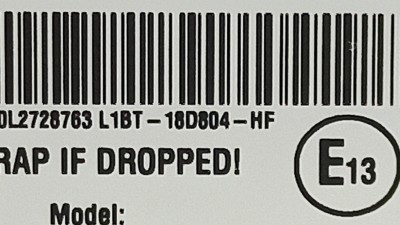 0L2728763 L1BT-18D804-HF
RAP IF DROPPED!
E13
Model: